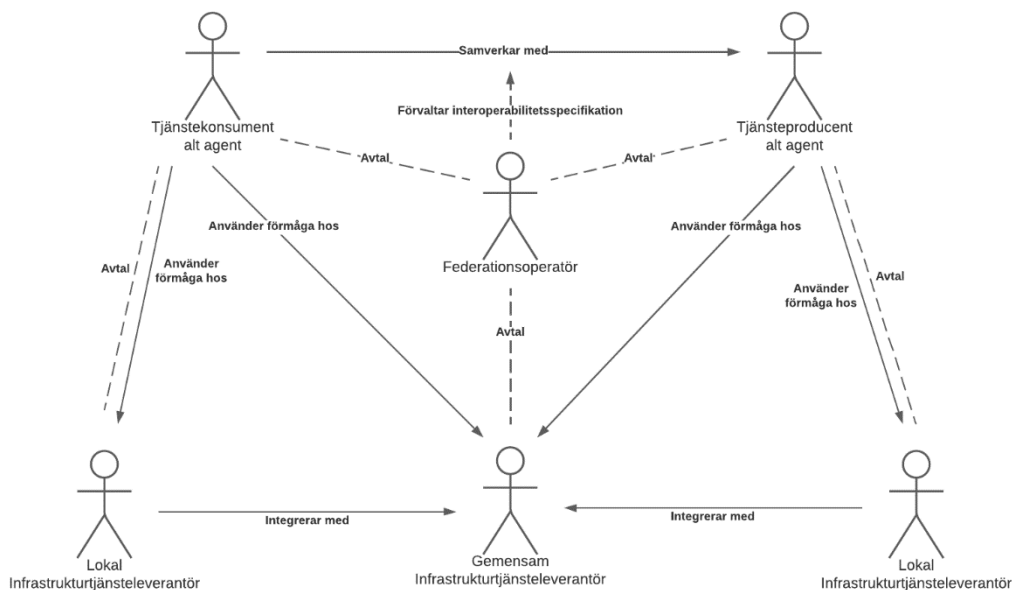 Samverkar med
Förvaltar interoperabilitetsspecifikation
Tjänstekonsument
alt agent
Tjänsteproducent
alt agent
Avtal
Avtal
Använder förmåga hos
Använder förmåga hos
Federationsoperatör
Avtal
Använder
förmåga hos
Använder
förmåga hos
Avtal
Avtal
Integrerar med
Integrerar med
Lokal
Infrastrukturtjänsteleverantör
Gemensam
Infrastrukturtjänsteleverantör
Lokal
Infrastrukturtjänsteleverantör